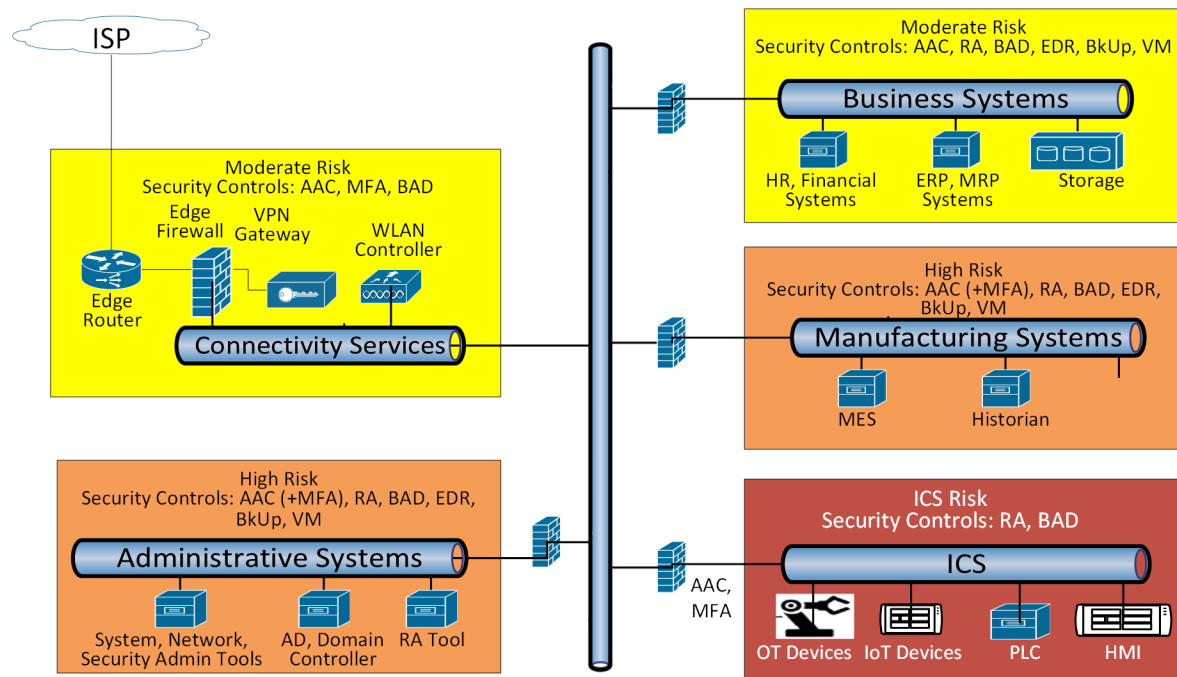 ISP
Moderate Risk
Security Controls: AAC, MFA, BAD
Edge
Firewall
VPN
Gateway
WLAN
Controller
Edge
Router
Connectivity Services
High Risk
Security Controls: AAC (+MFA), RA, BAD, EDR,
BkUp, VM
Administrative Systems
System, Network,
Security Admin Tools
AD, Domain
Controller
RA Tool
Moderate Risk
Security Controls: AAC, RA, BAD, EDR, BkUp, VM
Business Systems
HR, Financial
Systems
ERP, MRP
Systems
Storage
High Risk
Security Controls: AAC (+MFA), RA, BAD, EDR,
BkUp, VM
Manufacturing Systems
MES
Historian
AAC,
MFA
ICS Risk
Security Controls: RA, BAD
ICS
OT Devices
IoT Devices
PLC
HMI